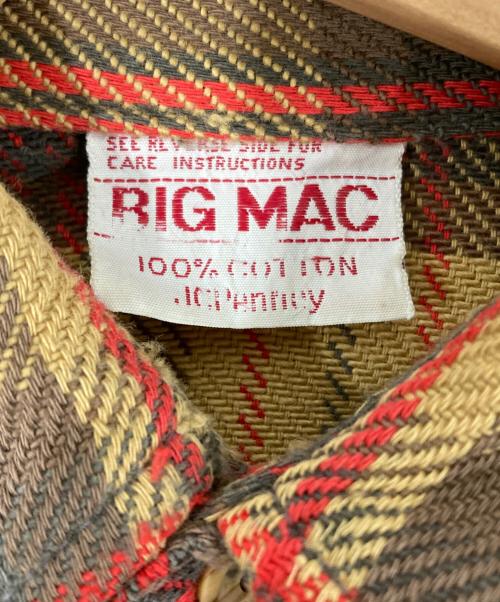 SEE REVERSE SIDE FOR
CARE INSTRUCTIONS
BIG MAC
100% COTTON
JCPenney